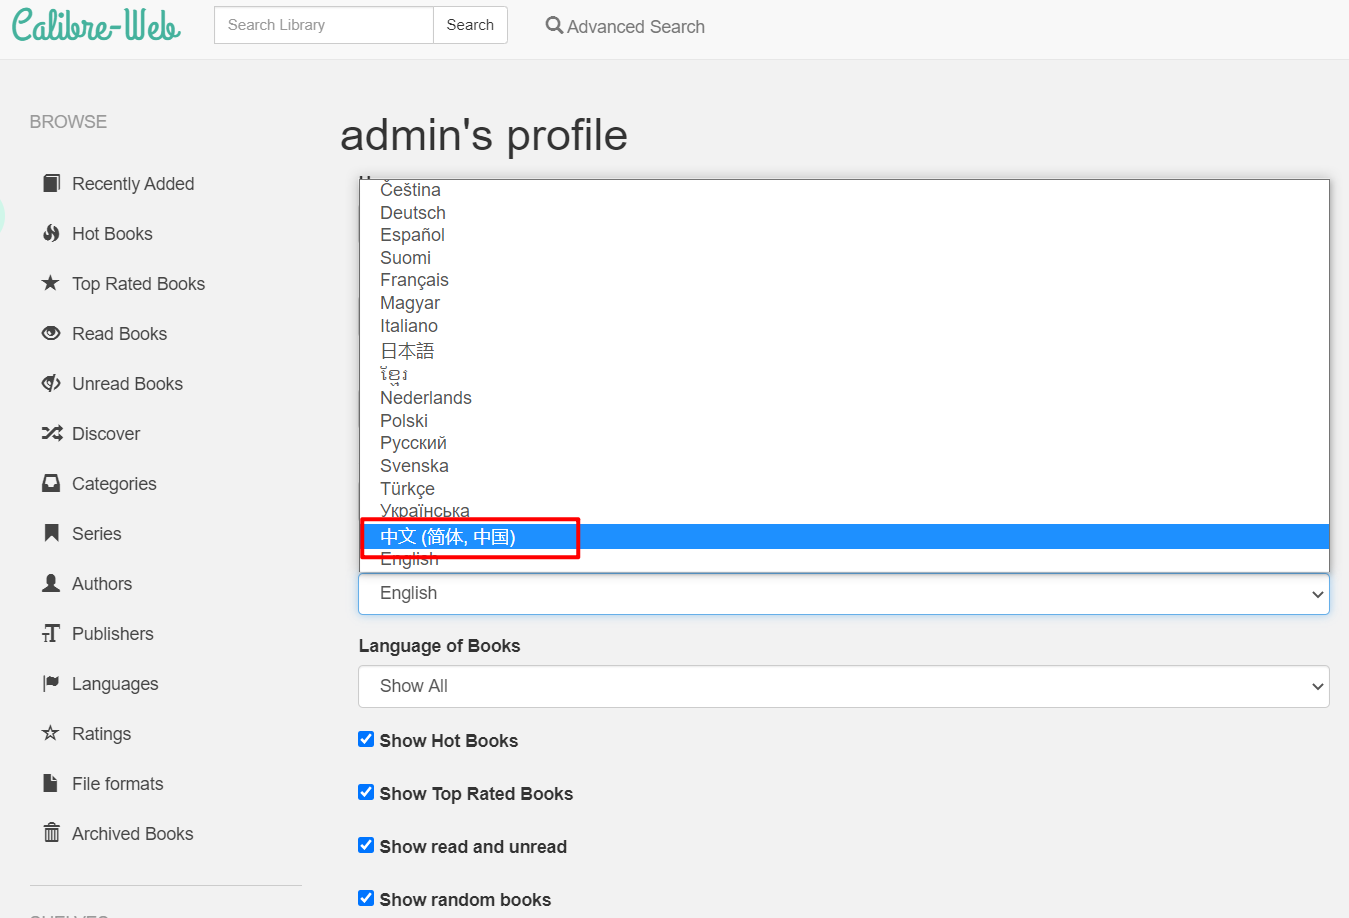 Calibre-Web
Search Library
Search
Advanced Search
BROWSE
Recently Added
Hot Books
Top Rated Books
Read Books
Unread Books
Discover
Categories
Series
Authors
Publishers
Languages
Ratings
File formats
Archived Books
admin's profile
Čeština
Deutsch
Español
Suomi
Français
Magyar
Italiano
日本語
ខ្មែរ
Nederlands
Polski
Русский
Svenska
Türkçe
Українська
中文 (简体, 中国)
English
English
Language of Books
Show All
Show Hot Books
Show Top Rated Books
Show read and unread
Show random books